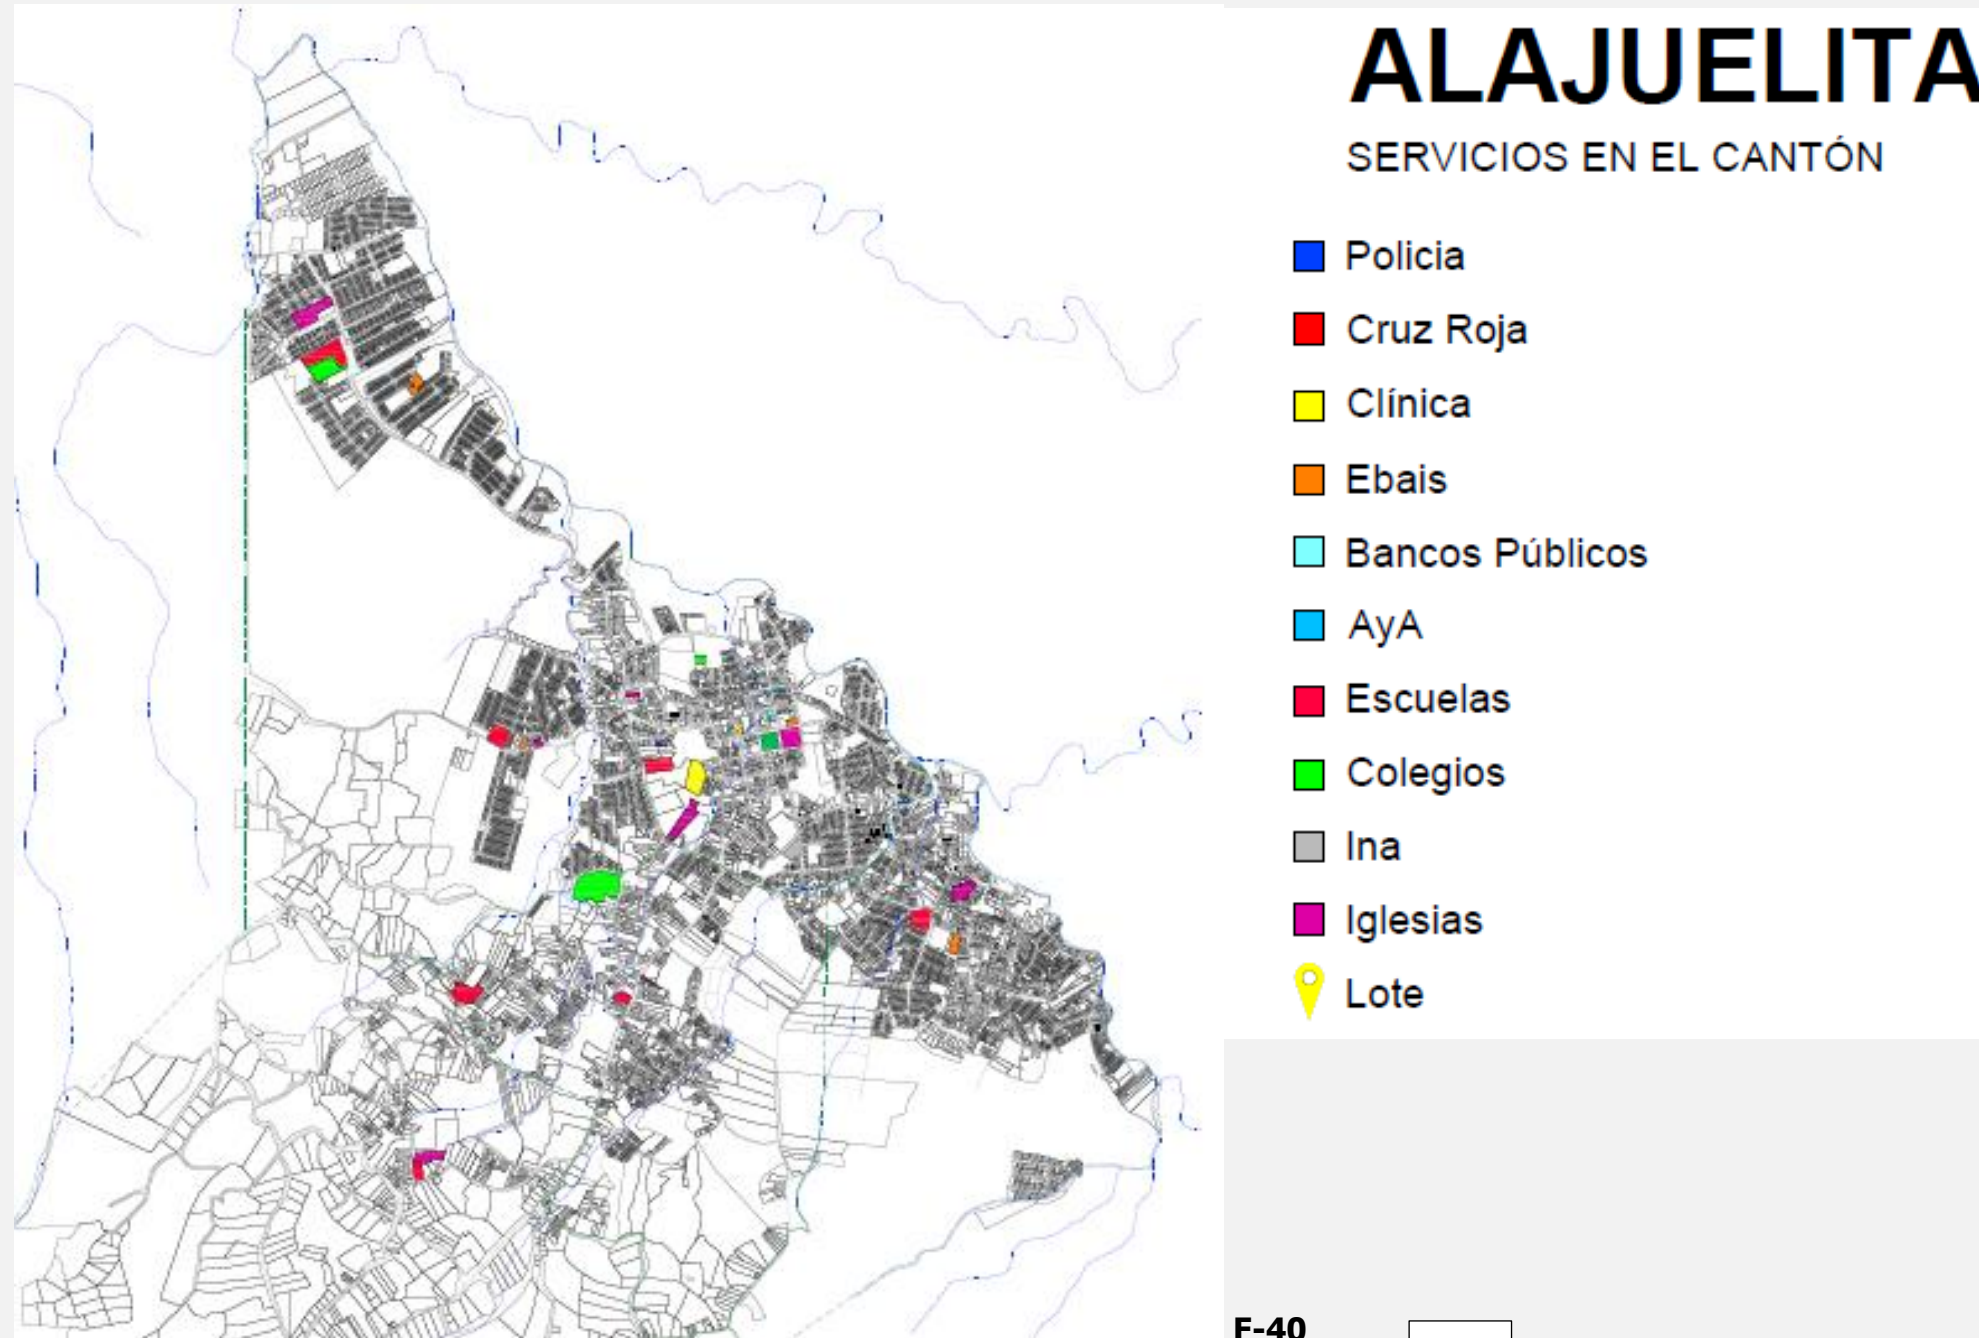 ALAJUELITA
SERVICIOS EN EL CANTÓN
Policia
Cruz Roja
Clínica
Ebais
Bancos Públicos
AyA
Escuelas
Colegios
Ina
Iglesias
Lote
F-40